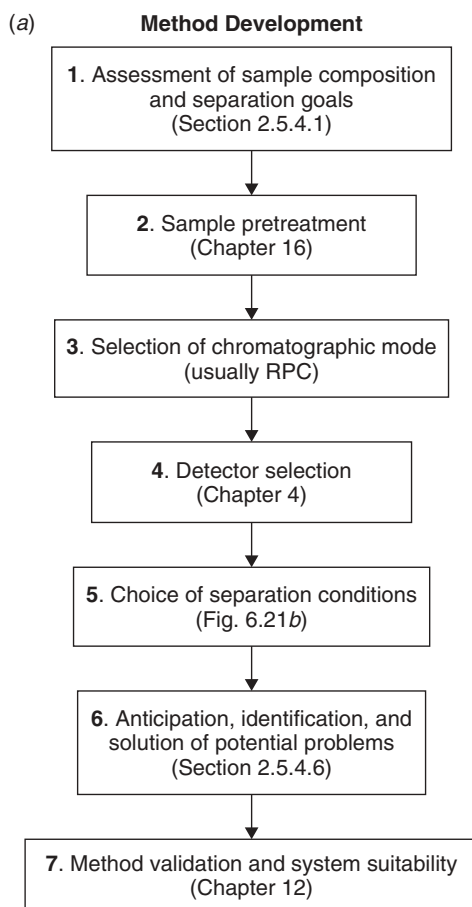 (a) Method Development
1. Assessment of sample composition
and separation goals
(Section 2.5.4.1)
2. Sample pretreatment
(Chapter 16)
3. Selection of chromatographic mode
(usually RPC)
4. Detector selection
(Chapter 4)
5. Choice of separation conditions
(Fig. 6.21b)
6. Anticipation, identification, and
solution of potential problems
(Section 2.5.4.6)
7. Method validation and system suitability
(Chapter 12)